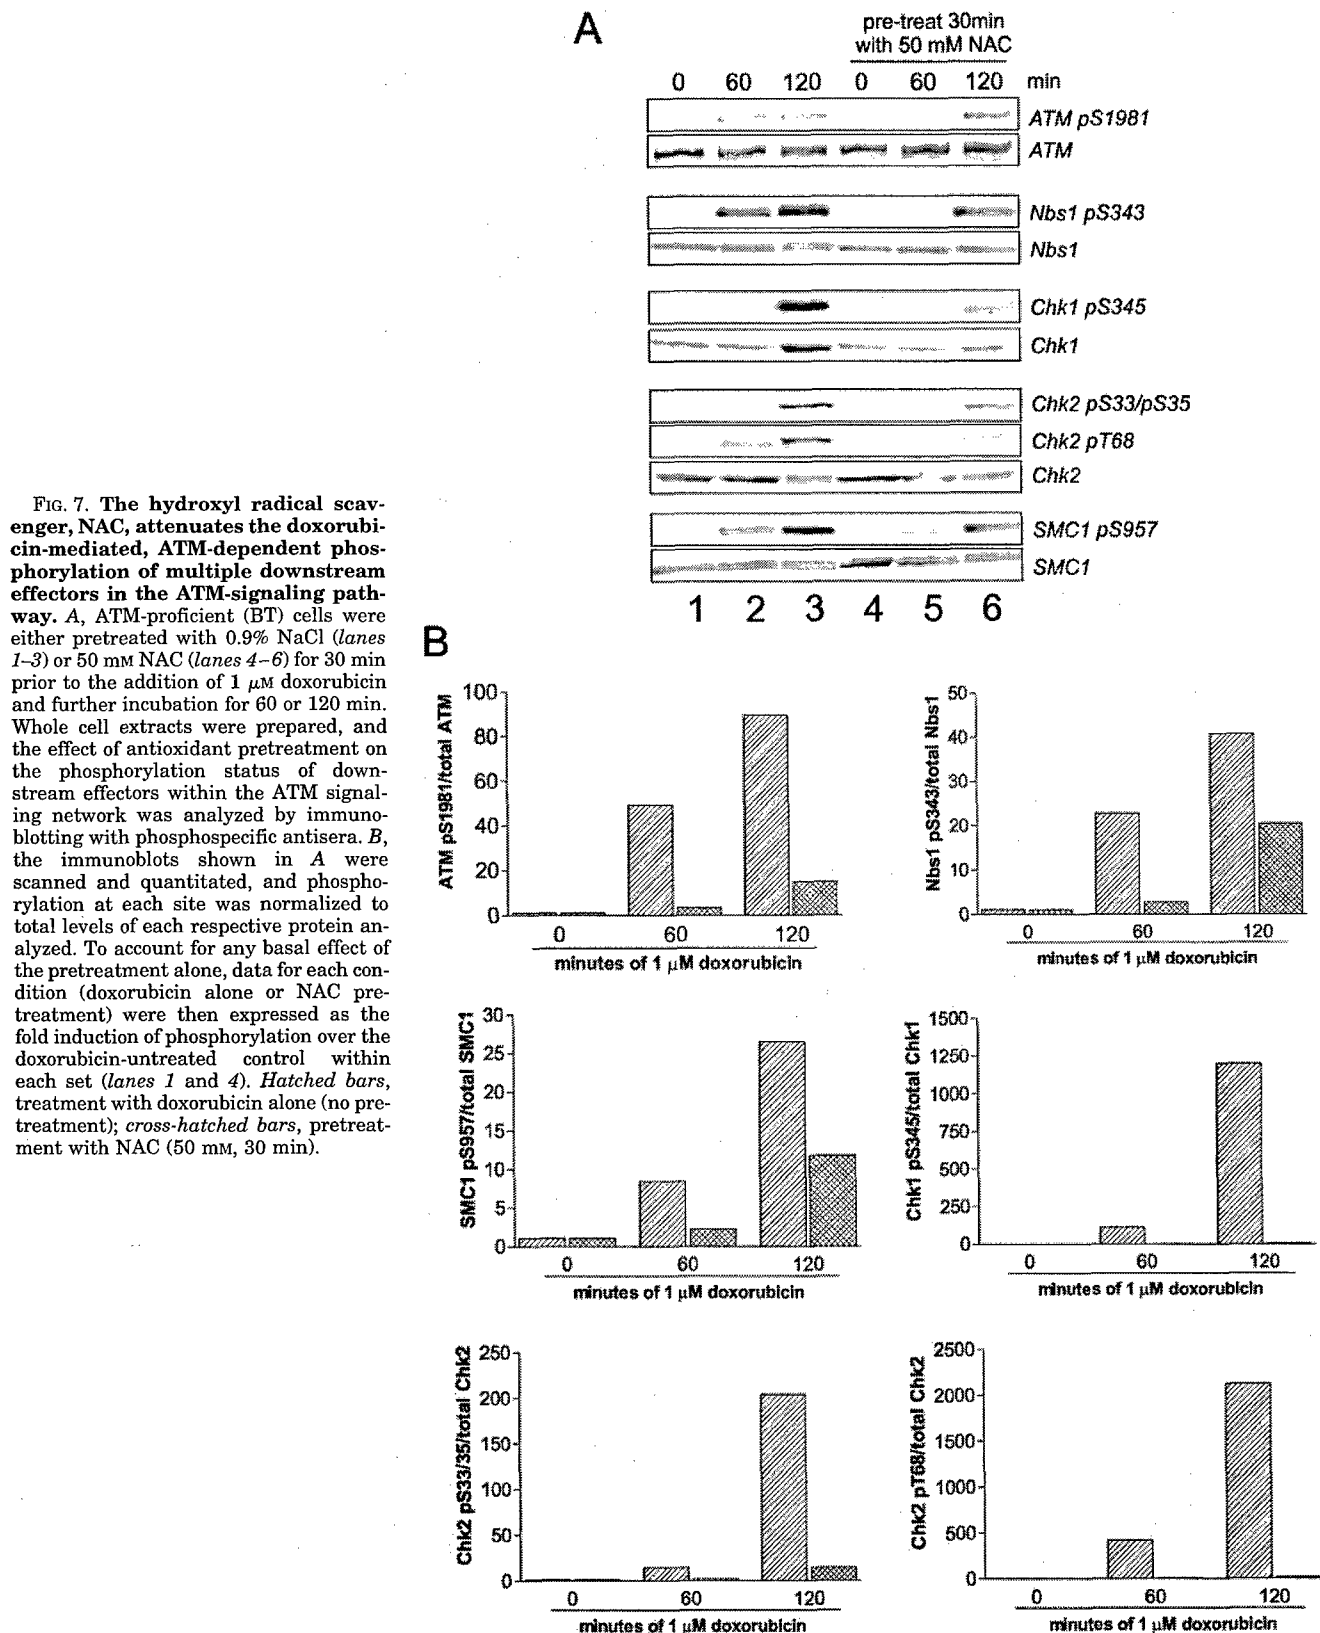 A
pre-treat 30min
with 50 mM NAC
0 60 120 0 60 120 min
ATM pS1981
ATM
Nbs1 pS343
Nbs1
Chk1 pS345
Chk1
Chk2 pS33/pS35
Chk2 pT68
Chk2
SMC1 pS957
SMC1
1 2 3 4 5 6
FIG. 7. The hydroxyl radical scav-
enger, NAC, attenuates the doxorubi-
cin-mediated, ATM-dependent phos-
phorylation of multiple downstream
effectors in the ATM-signaling path-
way. A, ATM-proficient (BT) cells were
either pretreated with 0.9% NaCl (lanes
1–3) or 50 mM NAC (lanes 4–6) for 30 min
prior to the addition of 1 μM doxorubicin
and further incubation for 60 or 120 min.
Whole cell extracts were prepared, and
the effect of antioxidant pretreatment on
the phosphorylation status of down-
stream effectors within the ATM signal-
ing network was analyzed by immuno-
blotting with phosphospecific antisera. B,
the immunoblots shown in A were
scanned and quantitated, and phospho-
rylation at each site was normalized to
total levels of each respective protein an-
alyzed. To account for any basal effect of
the pretreatment alone, data for each con-
dition (doxorubicin alone or NAC pre-
treatment) were then expressed as the
fold induction of phosphorylation over the
doxorubicin-untreated control within
each set (lanes 1 and 4). Hatched bars,
treatment with doxorubicin alone (no pre-
treatment); cross-hatched bars, pretreat-
ment with NAC (50 mM, 30 min).
B
ATM pS1981/total ATM
100
80
60
40
20
0
0 60 120
minutes of 1 μM doxorubicin
Nbs1 pS343/total Nbs1
50
40
30
20
10
0
0 60 120
minutes of 1 μM doxorubicin
SMC1 pS957/total SMC1
30
25
20
15
10
5
0
0 60 120
minutes of 1 μM doxorubicin
Chk1 pS345/total Chk1
1500
1250
1000
750
500
250
0
0 60 120
minutes of 1 μM doxorubicin
Chk2 pS33/35/total Chk2
250
200
150
100
50
0
0 60 120
minutes of 1 μM doxorubicin
Chk2 pT68/total Chk2
2500
2000
1500
1000
500
0
0 60 120
minutes of 1 μM doxorubicin